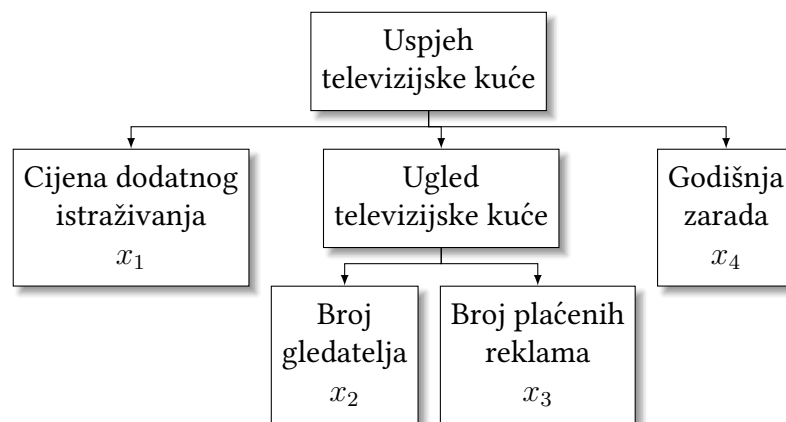 Uspjeh
televizijske kuće
Cijena dodatnog
istraživanja
x₁
Ugled
televizijske kuće
Godišnja
zarada
x₄
Broj
gledatelja
x₂
Broj plaćenih
reklama
x₃